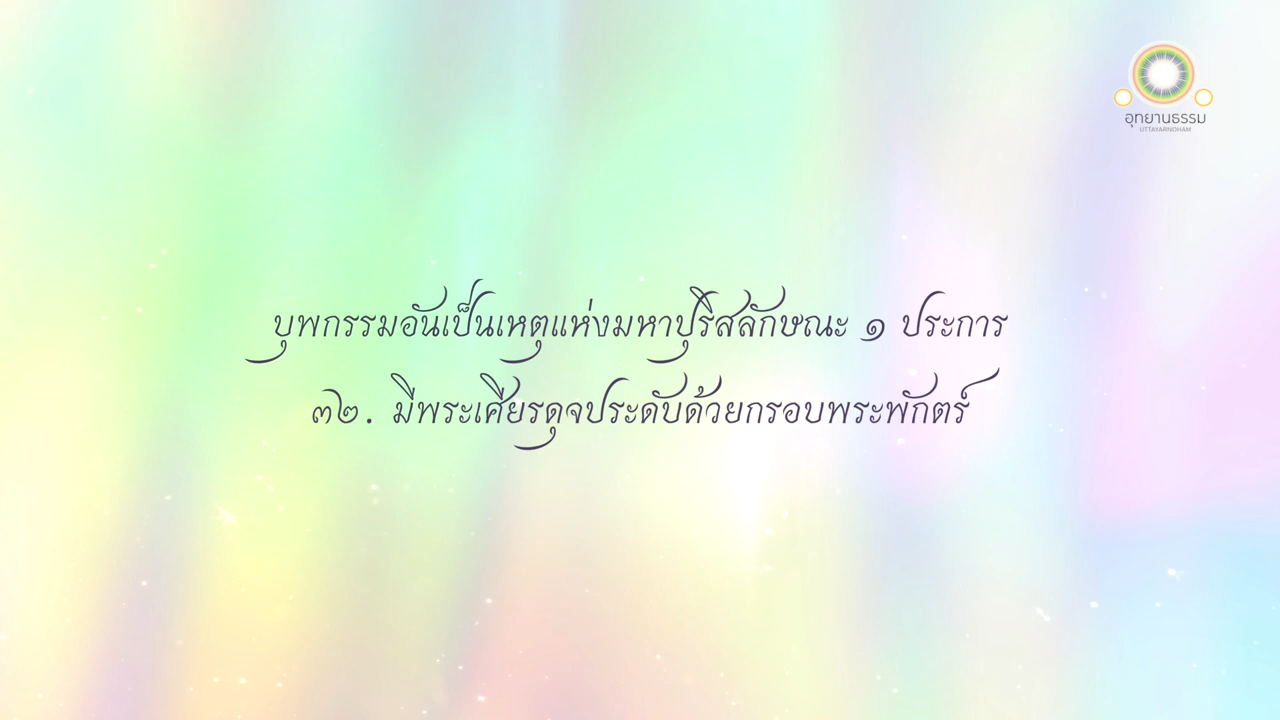 อุทยานธรรม
UTTAYARNDHAM
บุพกรรมอันเป็นเหตุแห่งมหาปุริสลักษณะ ๑ ประการ
๓๒. มีพระเศียรดุจประดับด้วยกรอบพระพักตร์